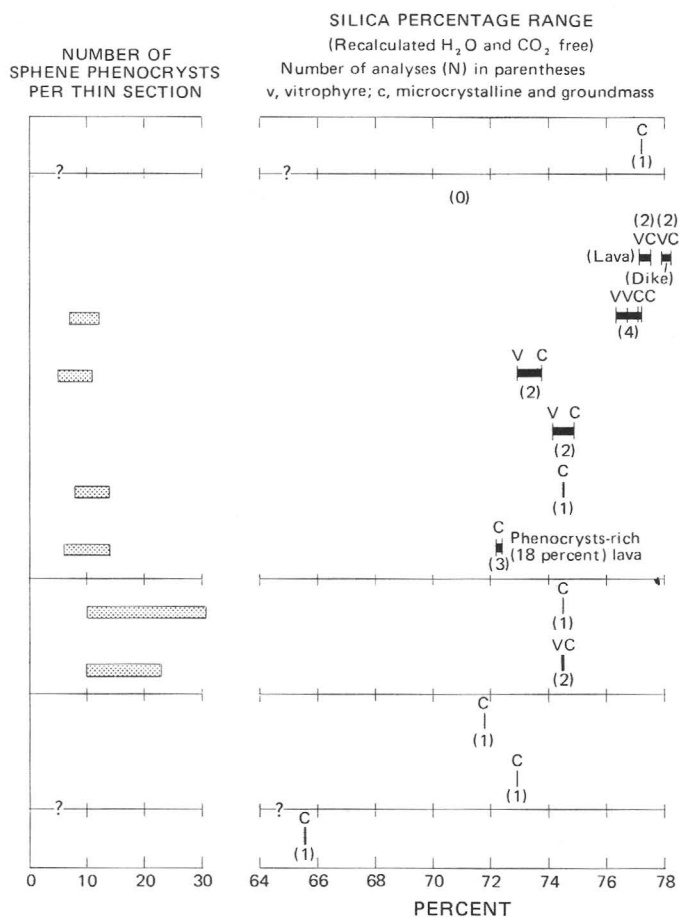 NUMBER OF
SPHENE PHENOCRYSTS
PER THIN SECTION
SILICA PERCENTAGE RANGE
(Recalculated H₂O and CO₂ free)
Number of analyses (N) in parentheses
v, vitrophyre; c, microcrystalline and groundmass
C
(1)
? ?
(0)
(2) (2)
VC VC
(Lava)
(Dike)
VVCC
(4)
V C
(2)
V C
(2)
C
(1)
C
Phenocrysts-rich
(3) (18 percent) lava
C
(1)
VC
(2)
C
(1)
C
(1)
? ?
C
(1)
0 10 20 30 64 66 68 70 72 74 76 78
PERCENT